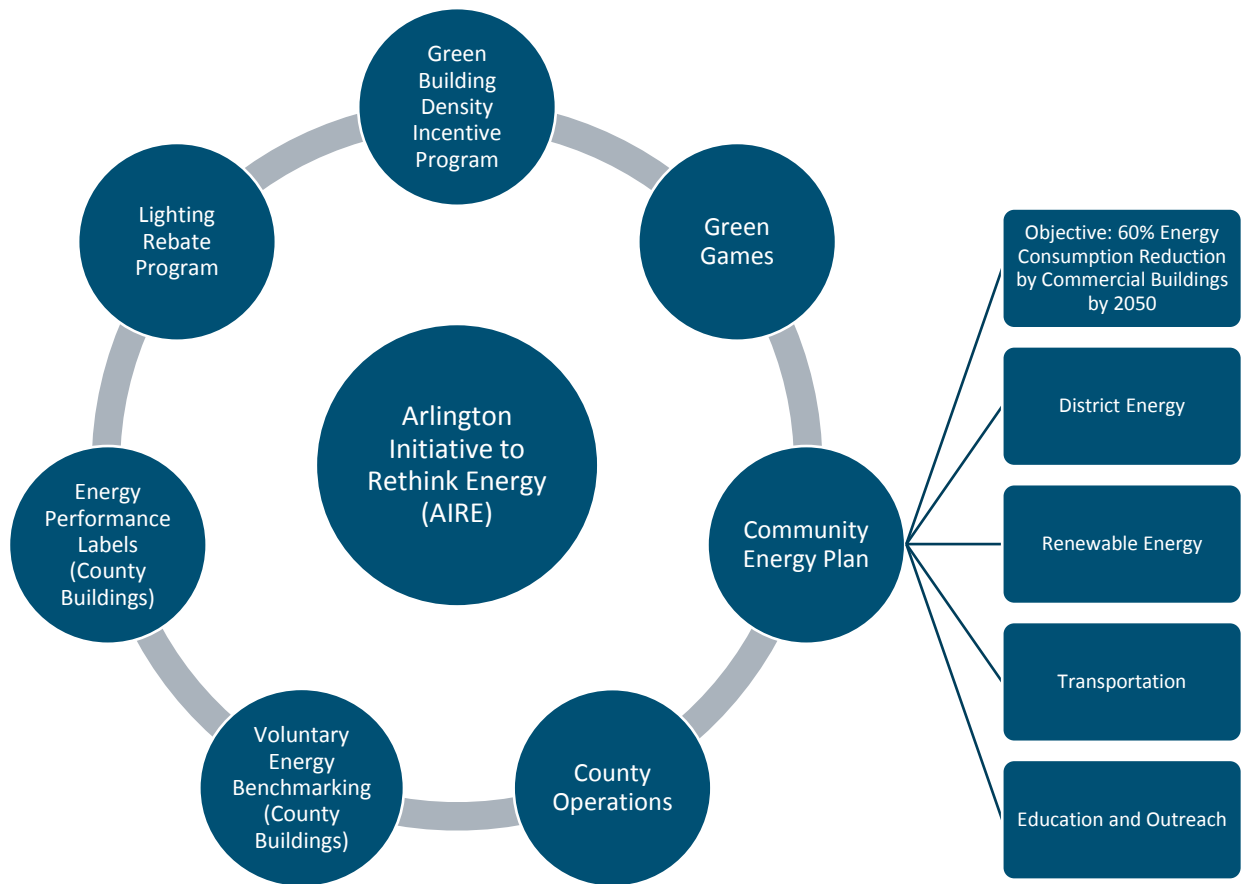 Green
Building
Density
Incentive
Program
Lighting
Rebate
Program
Green
Games
Arlington
Initiative to
Rethink Energy
(AIRE)
Energy
Performance
Labels
(County
Buildings)
Community
Energy Plan
Voluntary
Energy
Benchmarking
(County
Buildings)
County
Operations
Objective: 60% Energy
Consumption Reduction
by Commercial Buildings
by 2050
District Energy
Renewable Energy
Transportation
Education and Outreach